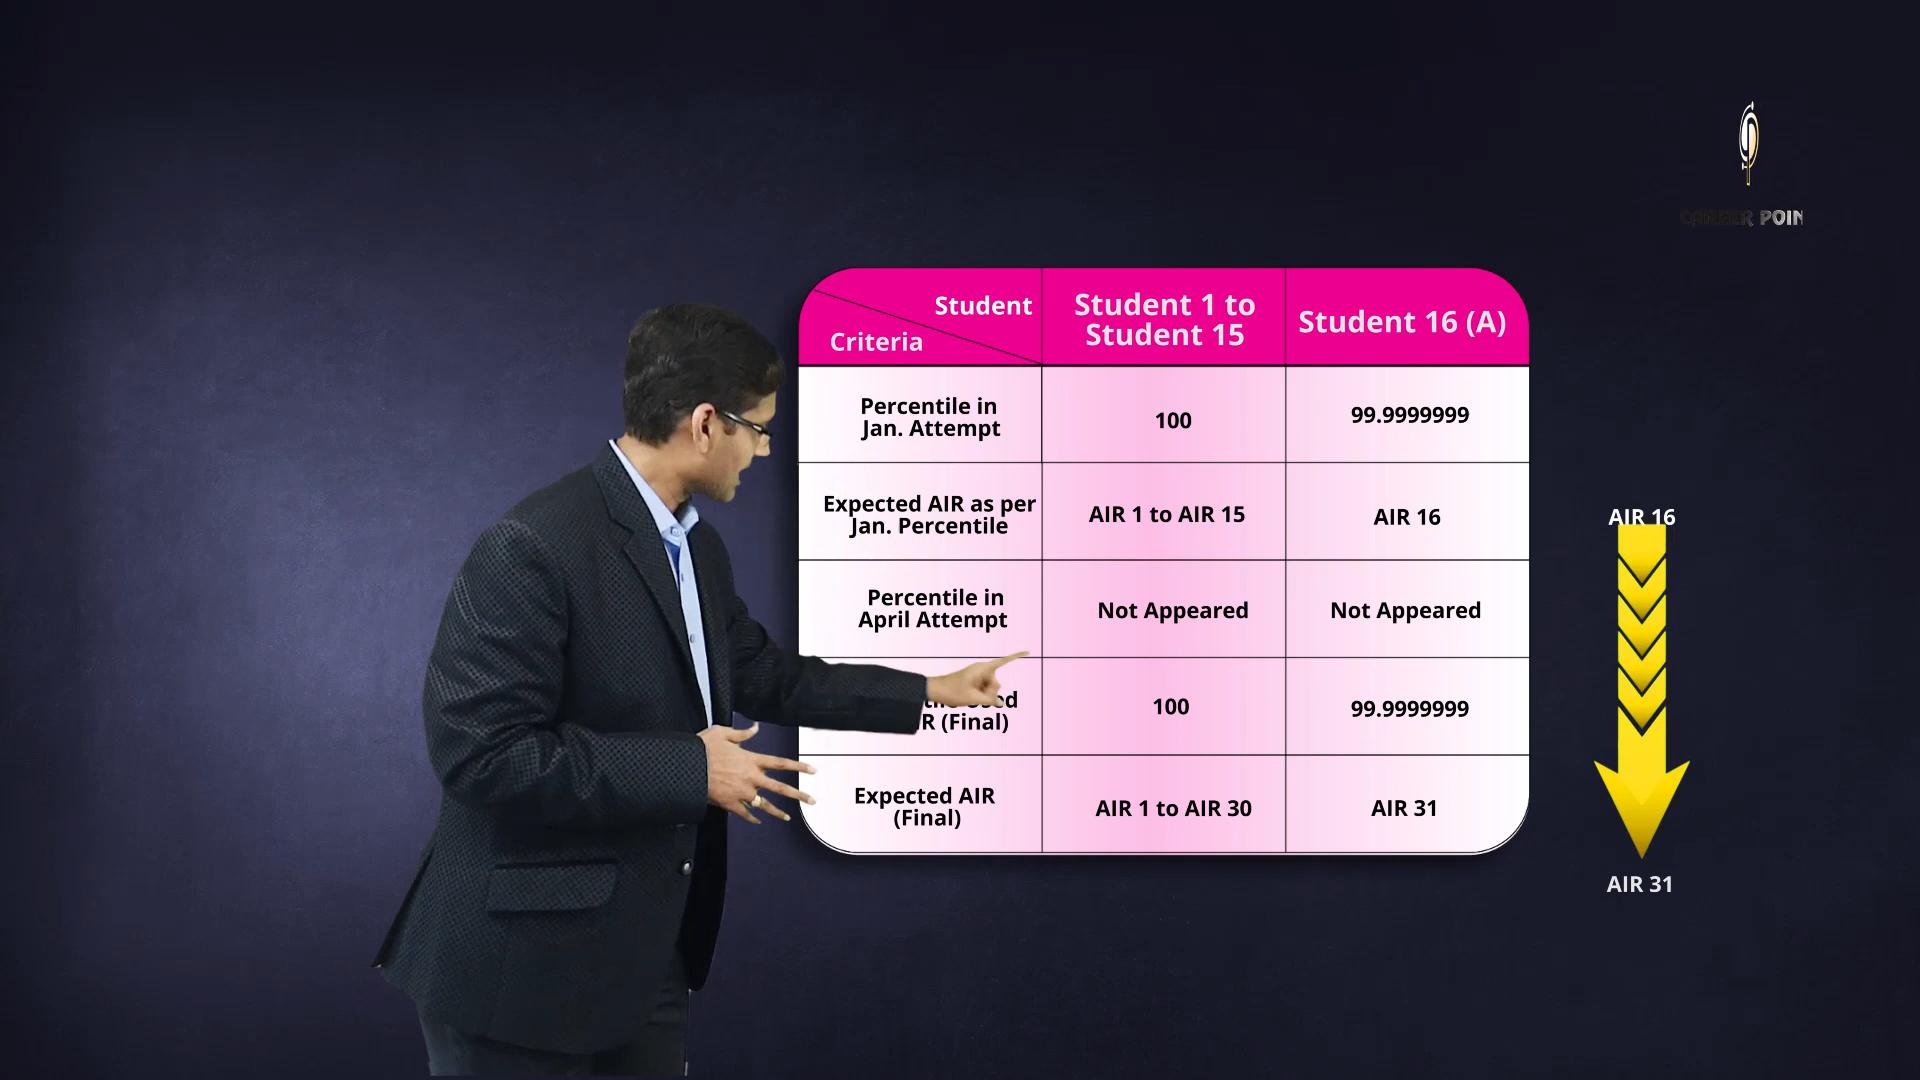 CAREER POIN
Student
Criteria
Student 1 to
Student 15
Student 16 (A)
Percentile in
Jan. Attempt
100
99.9999999
Expected AIR as per
Jan. Percentile
AIR 1 to AIR 15
AIR 16
Percentile in
April Attempt
Not Appeared
Not Appeared
(Final)
100
99.9999999
Expected AIR
(Final)
AIR 1 to AIR 30
AIR 31
AIR 16
AIR 31